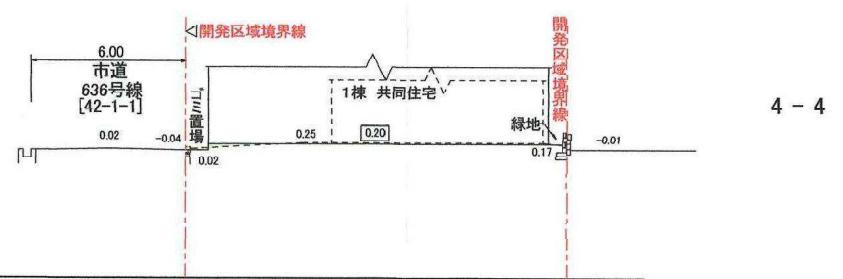 ◁開発区域境界線
開発区域境界線
6.00
市道
636号線
[42-1-1]
ゴミ置場
1棟 共同住宅
緑地
4-4
0.02
-0.04
0.02
0.25
0.20
0.17
-0.01